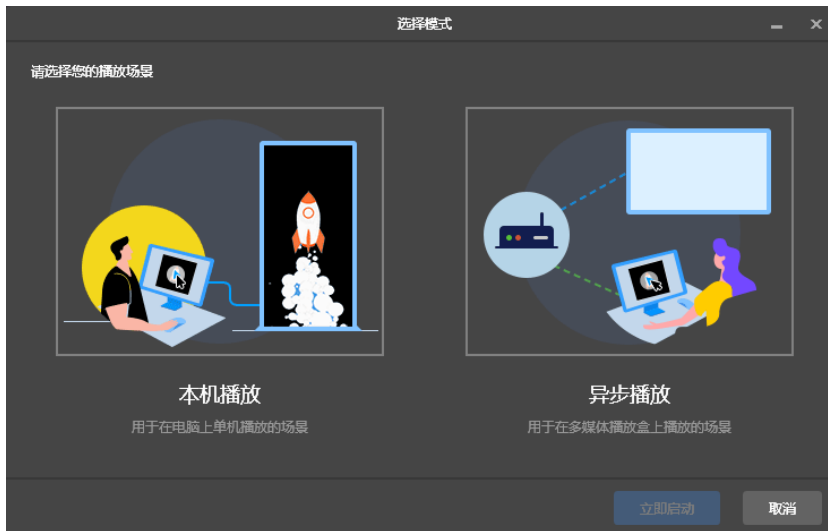 选择模式
请选择您的播放场景
本机播放
异步播放
用于在电脑上单机播放的场景
用于在多媒体播放盒上播放的场景
立即启动
取消